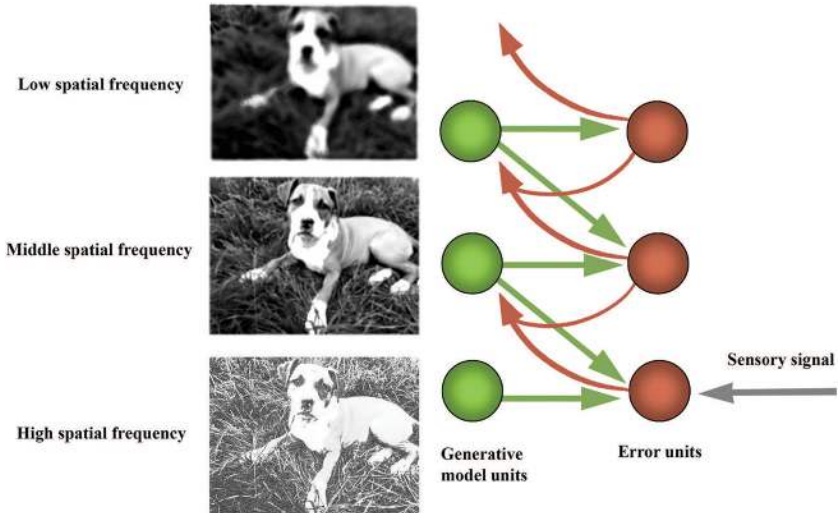 Low spatial frequency
Middle spatial frequency
Sensory signal
High spatial frequency
Generative
model units
Error units